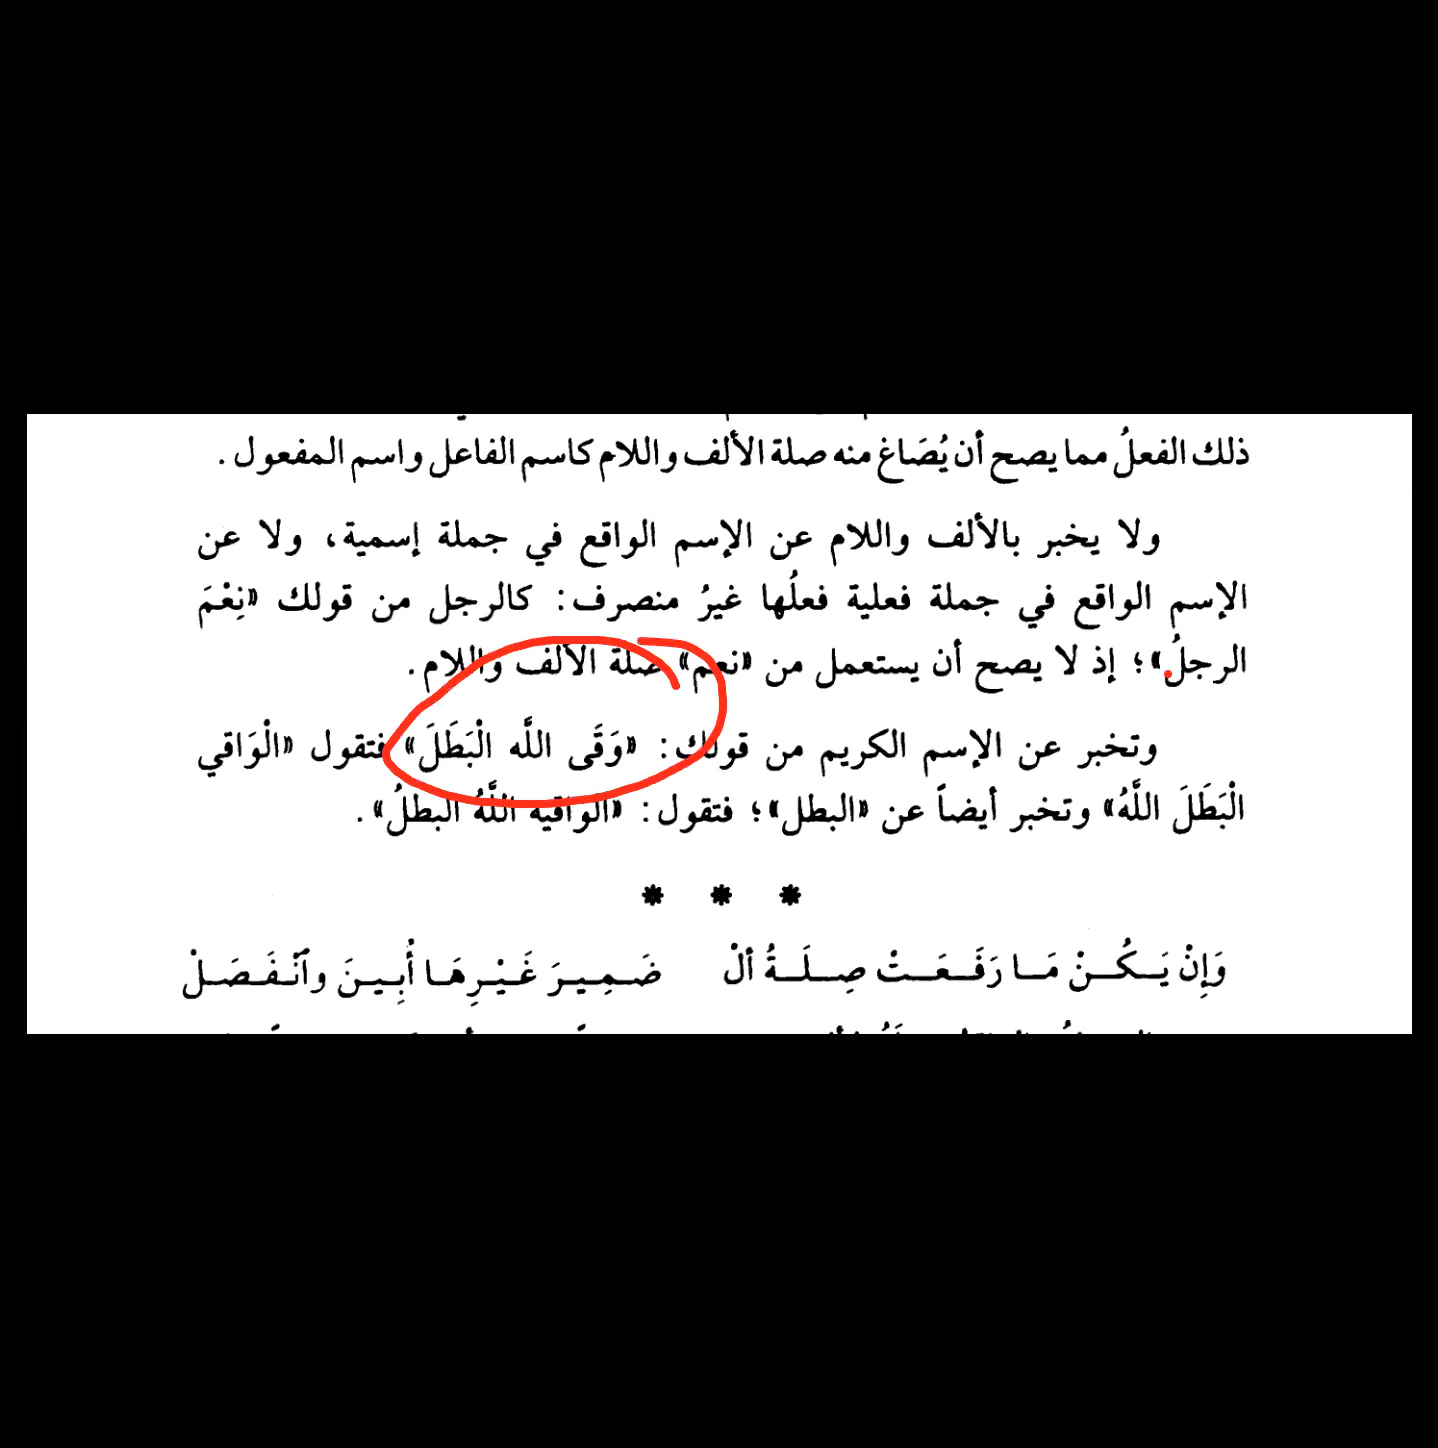 ذلك الفعلُ مما يصح أن يُصَاغ منه صلة الألف واللام كاسم الفاعل واسم المفعول .
ولا يخبر بالألف واللام عن الإسم الواقع في جملة إسمية، ولا عن
الإسم الواقع في جملة فعلية فعلُها غيرُ منصرف: كالرجل من قولك «نِعْمَ
الرجلُ»؛ إذ لا يصح أن يستعمل من «نعم» صلة الألف واللام .
وتخبر عن الإسم الكريم من قولك: «وَقَى اللَّه الْبَطَلَ» فتقول «الْوَاقي
الْبَطَلَ اللَّهُ» وتخبر أيضاً عن «البطل»؛ فتقول: «الواقيه اللَّهُ البطلُ» .
* * *
وَإِنْ يَـكُـنْ مَـا رَفَـعَـتْ صِـلَـةُ ألْ ضَـمِـيـرَ غَـيْـرِهَـا أُبِـيـنَ وآنْـفَـصَـلْ